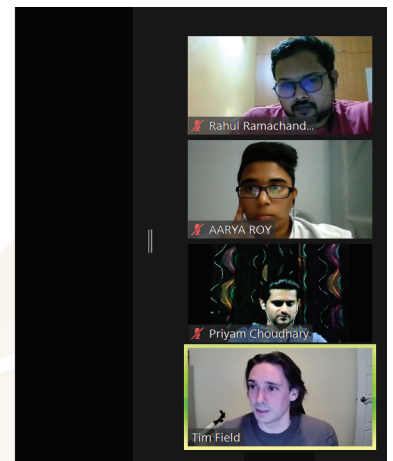 Rahul Ramachand...
AARYA ROY
Priyam Choudhary
Tim Field